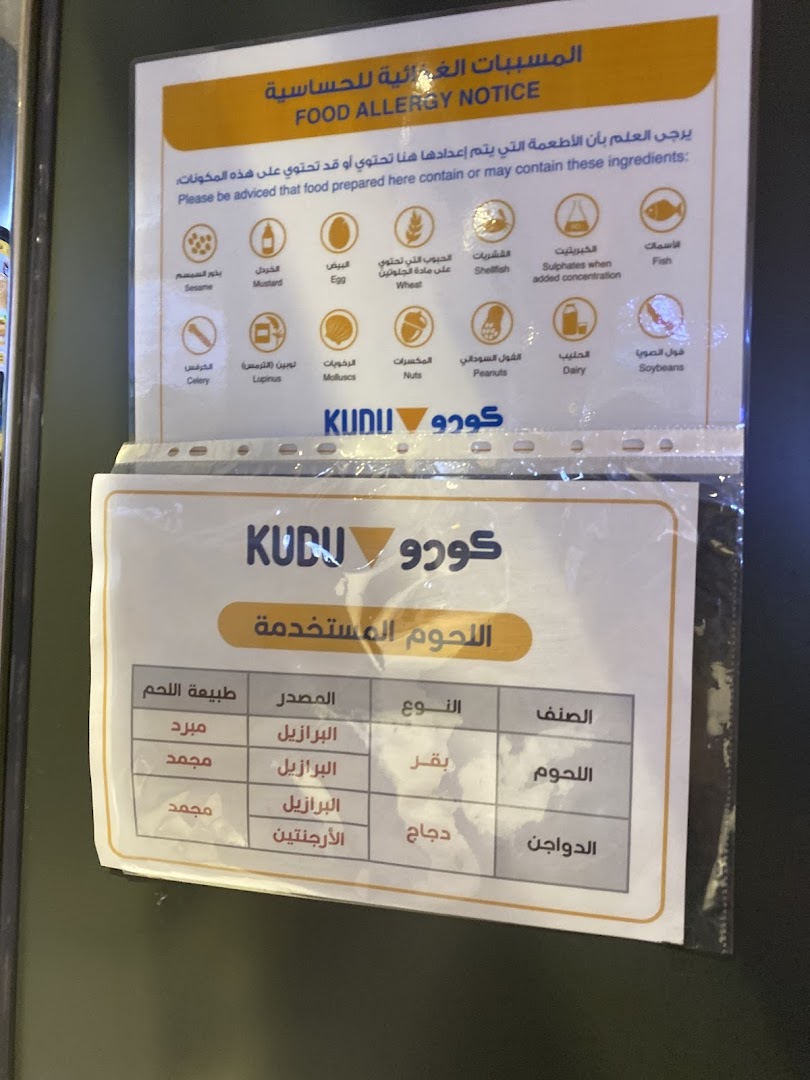 المسببات الغذائية للحساسية
FOOD ALLERGY NOTICE
يرجى العلم بأن الأطعمة التي يتم إعدادها هنا تحتوي أو قد تحتوي على هذه المكونات:
Please be adviced that food prepared here contain or may contain these ingredients:
الأسماك
Fish
الكبريتيت
Sulphates when
added concentration
القشريات
Shellfish
الحبوب التي تحتوي
على مادة الجلوتين
Wheat
البيض
Egg
الخردل
Mustard
بذور السمسم
Sesame
فول الصويا
Soybeans
الحليب
Dairy
الفول السوداني
Peanuts
المكسرات
Nuts
الرخويات
Molluscs
لوبين (الترمس)
Lupinus
الكرفس
Celery
KUDU كودو
KUDU كودو
اللحوم المستخدمة
الصنف النـــوع المصدر طبيعة اللحم
اللحوم بقـر البرازيل مبرد
البرازيل مجمد
الدواجن دجاج البرازيل مجمد
الأرجنتين